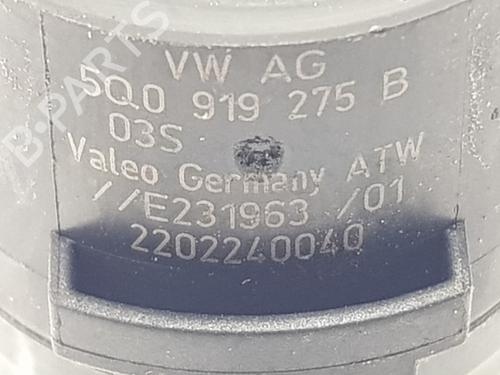 B-PARTS
VW AG
5Q0 919 275 B
03S
Valeo Germany ATW
//E231963 /01
2202240040